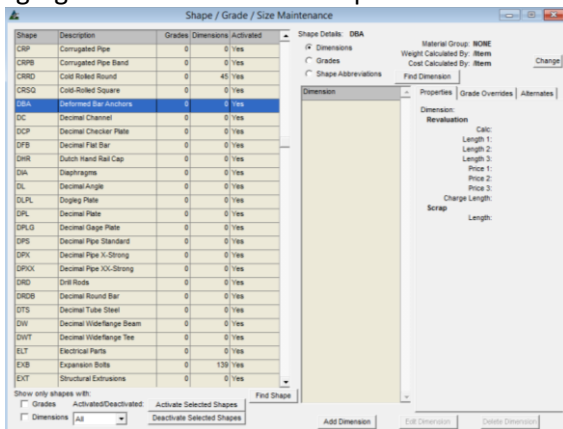 Shape / Grade / Size Maintenance
Shape Description Grades Dimensions Activated
CRP Corrugated Pipe 0 0 Yes
CRPB Corrugated Pipe Band 0 0 Yes
CRRD Cold Rolled Round 0 45 Yes
CRSQ Cold-Rolled Square 0 0 Yes
DBA Deformed Bar Anchors 0 0 Yes
DC Decimal Channel 0 0 Yes
DCP Decimal Checker Plate 0 0 Yes
DFB Decimal Flat Bar 0 0 Yes
DHR Dutch Hand Rail Cap 0 0 Yes
DIA Diaphragms 0 0 Yes
DL Decimal Angle 0 0 Yes
DLPL Dogleg Plate 0 0 Yes
DPL Decimal Plate 0 0 Yes
DPLG Decimal Gage Plate 0 0 Yes
DPS Decimal Pipe Standard 0 0 Yes
DPX Decimal Pipe X-Strong 0 0 Yes
DPXX Decimal Pipe XX-Strong 0 0 Yes
DRD Drill Rods 0 0 Yes
DRDB Decimal Round Bar 0 0 Yes
DTS Decimal Tube Steel 0 0 Yes
DW Decimal Wideflange Beam 0 0 Yes
DWT Decimal Wideflange Tee 0 0 Yes
ELT Electrical Parts 0 0 Yes
EXB Expansion Bolts 0 139 Yes
EXT Structural Extrusions 0 0 Yes
Show only shapes with:
Find Shape
Grades Activated/Deactivated: Activate Selected Shapes
Dimensions All Deactivate Selected Shapes
Shape Details: DBA
Dimensions
Grades
Shape Abbreviations
Material Group: NONE
Weight Calculated By: /Item
Cost Calculated By: /Item
Change
Find Dimension
Dimension
Properties Grade Overrides Alternates
Dimension:
Revaluation
Calc:
Length 1:
Length 2:
Length 3:
Price 1:
Price 2:
Price 3:
Charge Length:
Scrap
Length:
Add Dimension Edit Dimension Delete Dimension